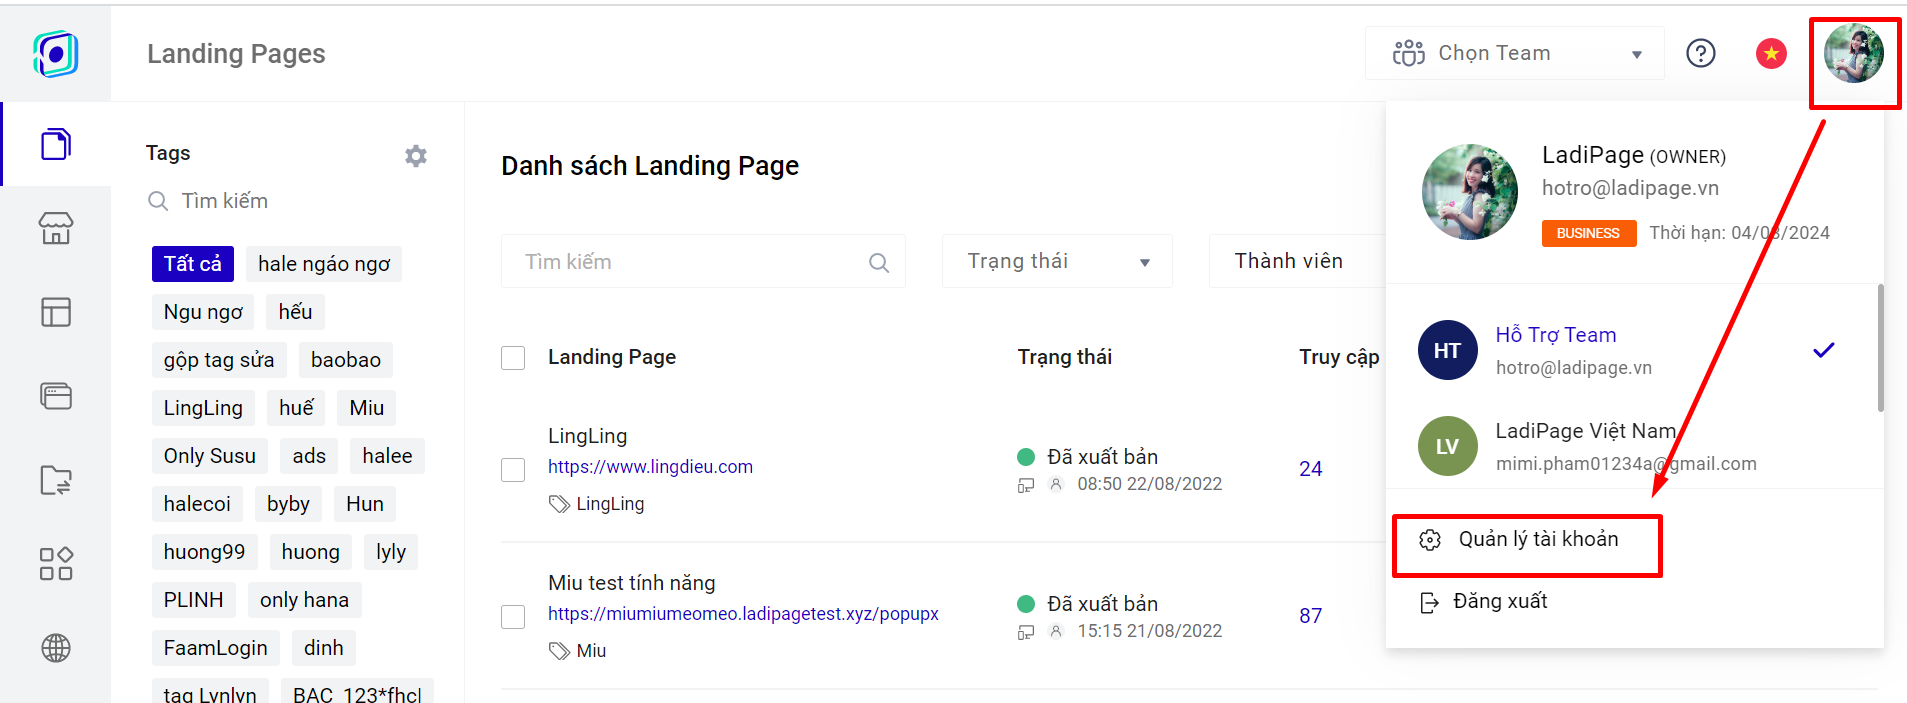 Landing Pages
Chọn Team
Tags
Tìm kiếm
Tất cả
hale ngáo ngơ
Ngu ngơ
hếu
gộp tag sửa
baobao
LingLing
huế
Miu
Only Susu
ads
halee
halecoi
byby
Hun
huong99
huong
lyly
PLINH
only hana
FaamLogin
dinh
tag Lynlyn
BAC_123*fhcl
Danh sách Landing Page
Tìm kiếm
Trạng thái
Thành viên
Landing Page
Trạng thái
Truy cập
LingLing
https://www.lingdieu.com
LingLing
Đã xuất bản
08:50 22/08/2022
24
Miu test tính năng
https://miumiumeomeo.ladipagetest.xyz/popupx
Miu
Đã xuất bản
15:15 21/08/2022
87
LadiPage (OWNER)
hotro@ladipage.vn
BUSINESS Thời hạn: 04/03/2024
HT
Hỗ Trợ Team
hotro@ladipage.vn
LV
LadiPage Việt Nam
mimi.pham01234a@gmail.com
Quản lý tài khoản
Đăng xuất